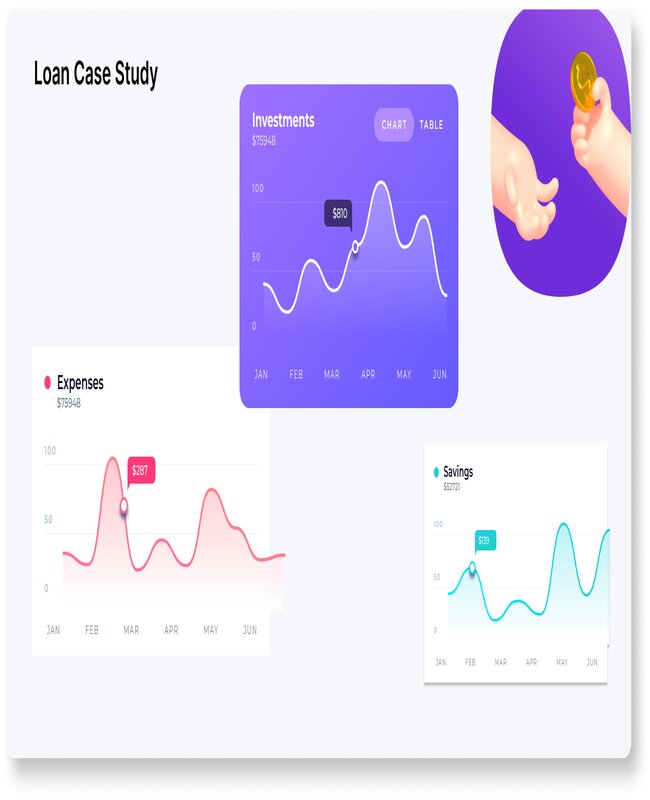 Loan Case Study
Investments
$75948
CHART TABLE
100
$810
50
0
JAN FEB MAR APR MAY JUN
Expenses
$75948
100
$287
50
0
JAN FEB MAR APR MAY JUN
Savings
$52721
100
$139
50
0
JAN FEB MAR APR MAY JUN